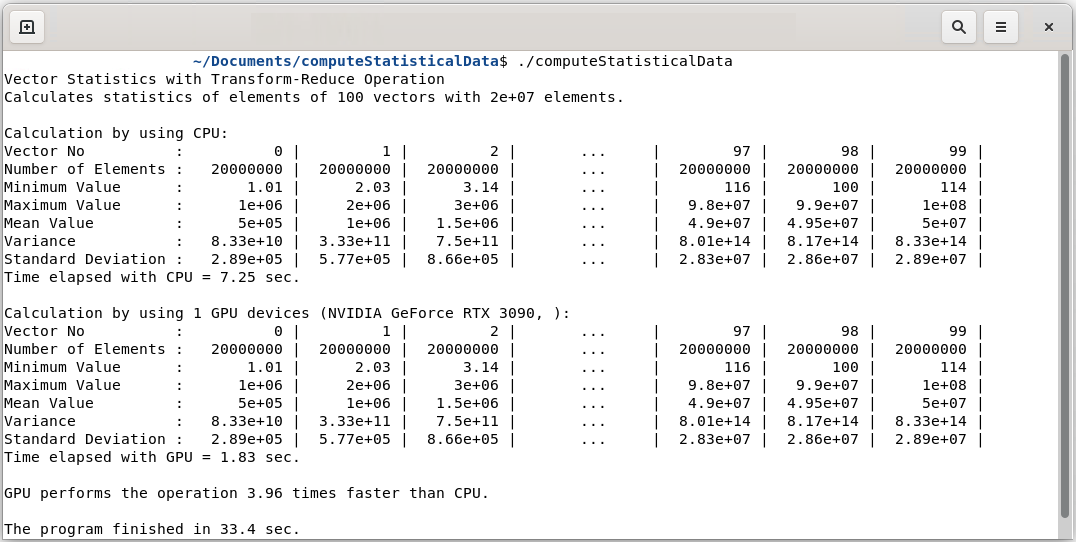 ~/Documents/computeStatisticalData$ ./computeStatisticalData
Vector Statistics with Transform-Reduce Operation
Calculates statistics of elements of 100 vectors with 2e+07 elements.
Calculation by using CPU:
Vector No          :          0 |          1 |          2 |       ...     |         97 |         98 |         99 |
Number of Elements :   20000000 |   20000000 |   20000000 |       ...     |   20000000 |   20000000 |   20000000 |
Minimum Value      :       1.01 |       2.03 |       3.14 |       ...     |        116 |        100 |        114 |
Maximum Value      :      1e+06 |      2e+06 |      3e+06 |       ...     |    9.8e+07 |    9.9e+07 |      1e+08 |
Mean Value         :      5e+05 |      1e+06 |    1.5e+06 |       ...     |    4.9e+07 |   4.95e+07 |      5e+07 |
Variance           :   8.33e+10 |   3.33e+11 |    7.5e+11 |       ...     |   8.01e+14 |   8.17e+14 |   8.33e+14 |
Standard Deviation :   2.89e+05 |   5.77e+05 |   8.66e+05 |       ...     |   2.83e+07 |   2.86e+07 |   2.89e+07 |
Time elapsed with CPU = 7.25 sec.
Calculation by using 1 GPU devices (NVIDIA GeForce RTX 3090, ):
Vector No          :          0 |          1 |          2 |       ...     |         97 |         98 |         99 |
Number of Elements :   20000000 |   20000000 |   20000000 |       ...     |   20000000 |   20000000 |   20000000 |
Minimum Value      :       1.01 |       2.03 |       3.14 |       ...     |        116 |        100 |        114 |
Maximum Value      :      1e+06 |      2e+06 |      3e+06 |       ...     |    9.8e+07 |    9.9e+07 |      1e+08 |
Mean Value         :      5e+05 |      1e+06 |    1.5e+06 |       ...     |    4.9e+07 |   4.95e+07 |      5e+07 |
Variance           :   8.33e+10 |   3.33e+11 |    7.5e+11 |       ...     |   8.01e+14 |   8.17e+14 |   8.33e+14 |
Standard Deviation :   2.89e+05 |   5.77e+05 |   8.66e+05 |       ...     |   2.83e+07 |   2.86e+07 |   2.89e+07 |
Time elapsed with GPU = 1.83 sec.
GPU performs the operation 3.96 times faster than CPU.
The program finished in 33.4 sec.